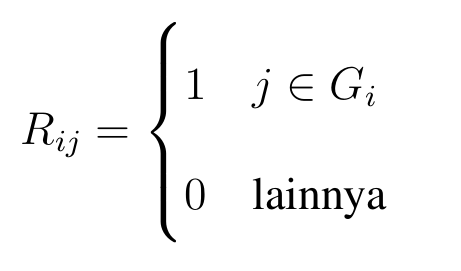 1 j ∈ G_i
R_{ij} =
0 lainnya